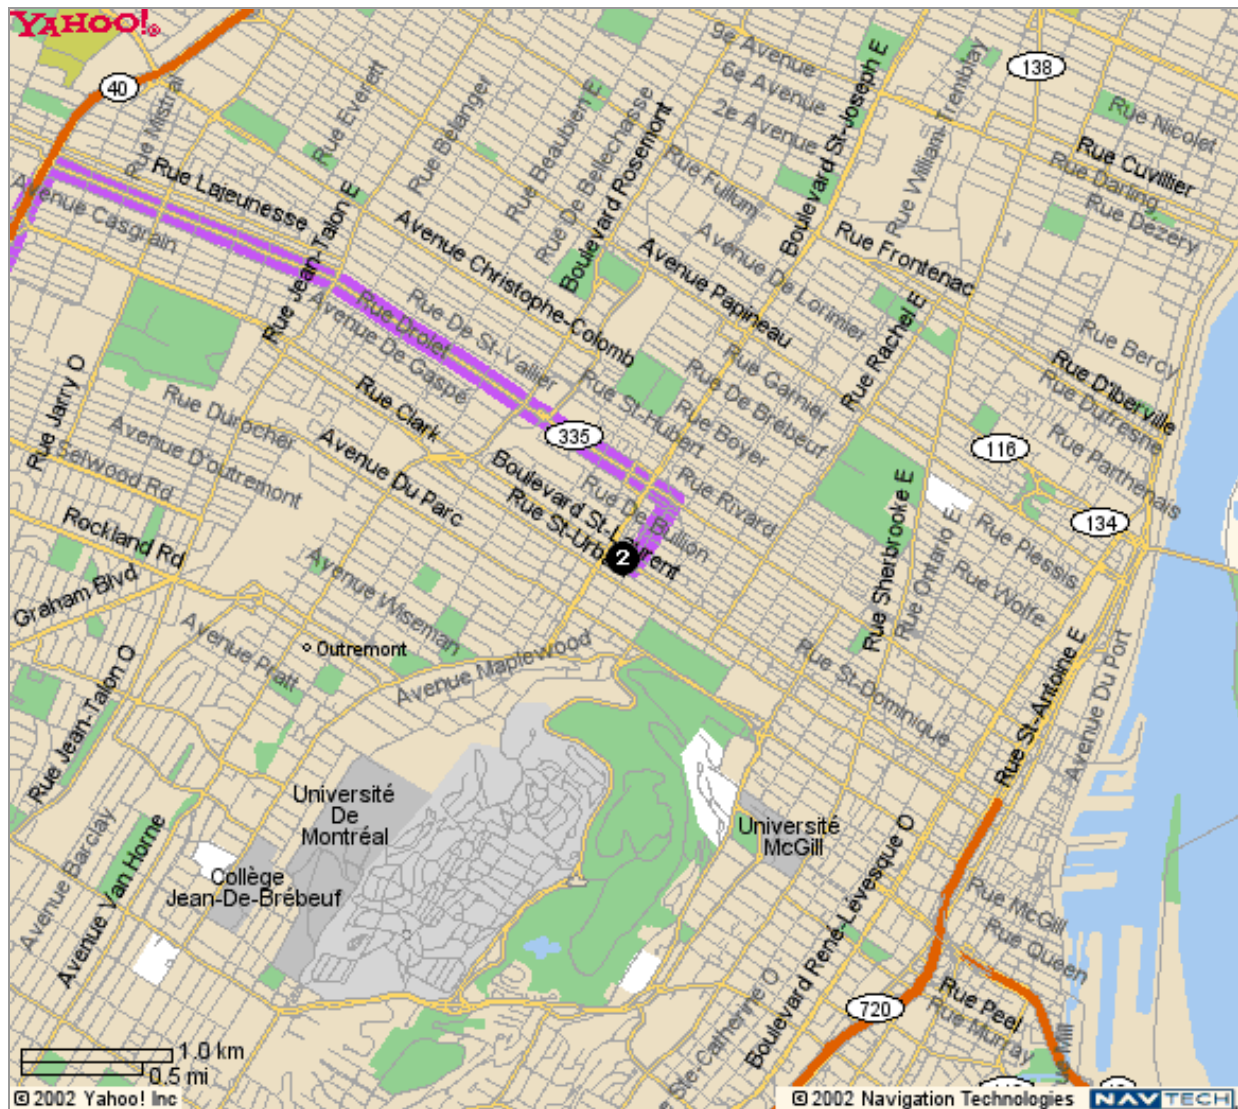 YAHOO!®
9e Avenue
6e Avenue
2e Avenue
138
40
Rue Mistral
Rue Everett
Rue Belanger
Rue Beaubien E
Rue De Bellechasse
Boulevard Rosemont
Boulevard St-Joseph E
Rue William-Tremblay
Rue Nicolet
Rue Cuvillier
Rue Darling
Rue Dezery
Rue Lajeunesse
Avenue Casgrain
Rue Jean-Talon E
Avenue Christophe-Colomb
Rue Fullum
Avenue Papineau
Avenue De Lorimier
Rue Frontenac
Rue Rachel E
Rue Bercy
Rue Drolet
Rue De St-Vallier
Avenue De Gaspé
Rue Jarry O
Rue Durocher
Rue Clark
Rue St-Hubert
Rue Boyer
Rue De Brébeuf
Rue Garnier
Rue D'Iberville
Rue Dufresne
Rue Parthenais
335
116
134
Avenue D'outremont
Selwood Rd
Avenue Du Parc
Boulevard St-Laurent
Rue St-Urb
Rue De Bullion
Rue Rivard
Rue Sherbrooke E
Rue Ontario E
Rue Plessis
Rue Wolfe
Rockland Rd
Graham Blvd
2
Avenue Wiseman
Outremont
Avenue Pratt
Avenue Maplewood
Rue Jean-Talon O
Rue St-Dominique
Rue St-Antoine E
Avenue Du Port
Université
De
Montréal
Université
McGill
Collège
Jean-De-Brébeuf
Avenue Barclay
Avenue Van Horne
Boulevard Rene-Lévesque O
Ste-Catherine O
Rue McGill
Rue Queen
Rue Peel
Rue Murray
720
1.0 km
0.5 mi
© 2002 Yahoo! Inc
© 2002 Navigation Technologies
NAVTECH